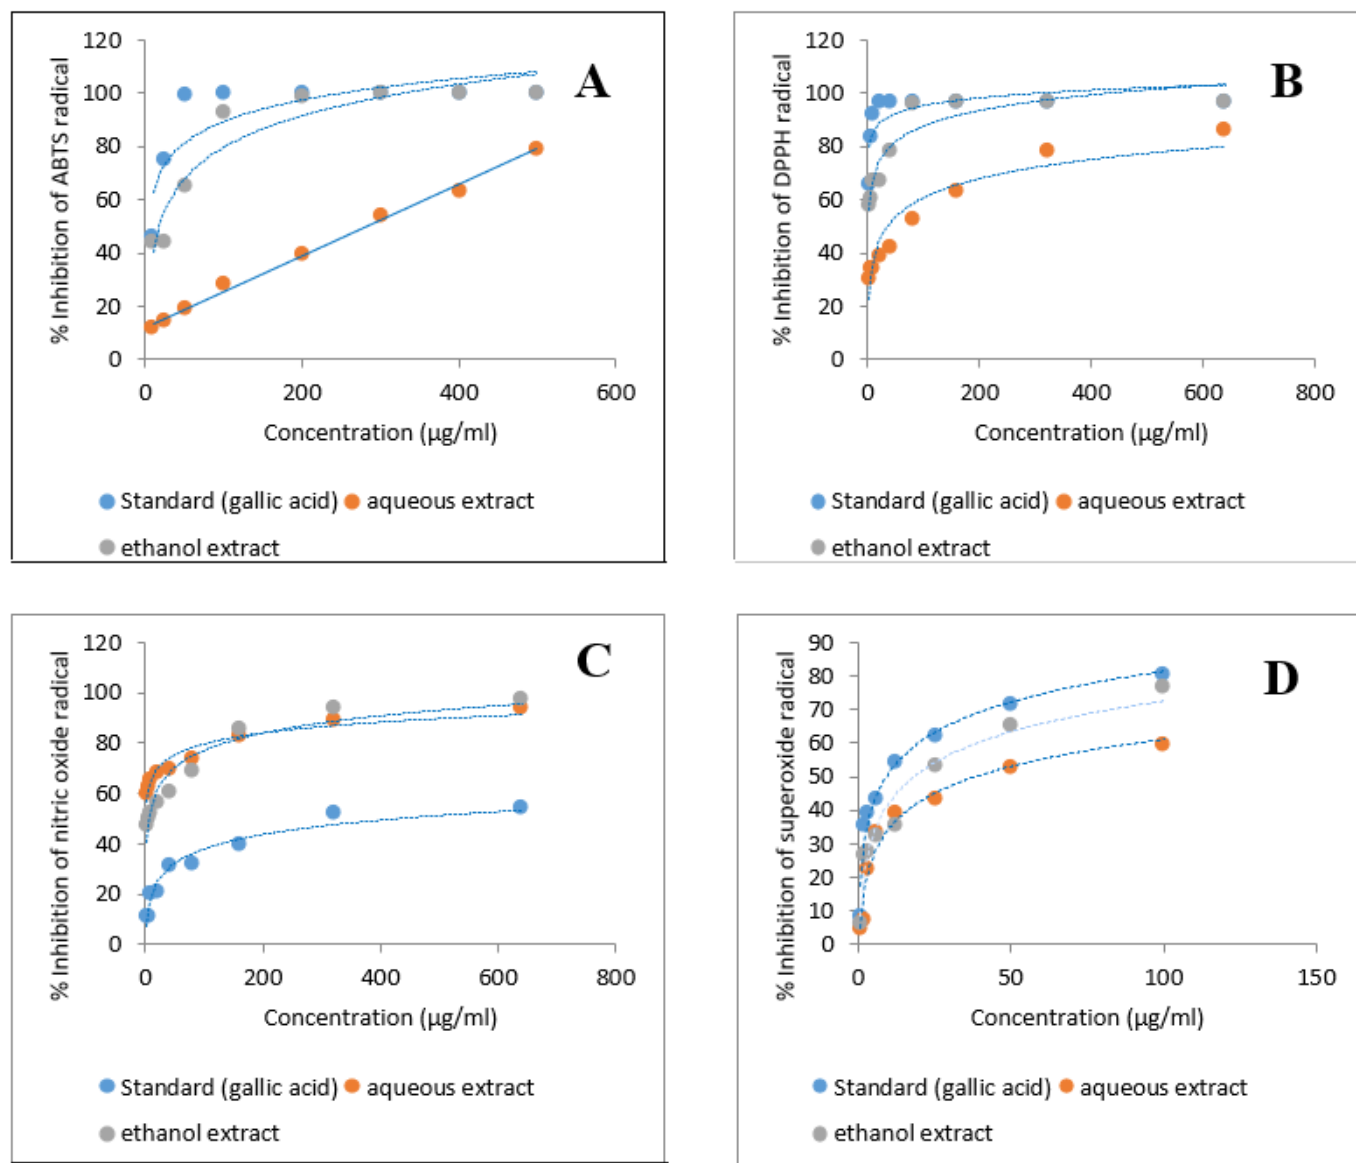 A
% Inhibition of ABTS radical
120
100
80
60
40
20
0
0 200 400 600
Concentration (µg/ml)
Standard (gallic acid) aqueous extract
ethanol extract
B
% Inhibition of DPPH radical
120
100
80
60
40
20
0
0 200 400 600 800
Concentration (µg/ml)
Standard (gallic acid) aqueous extract
ethanol extract
C
% Inhibition of nitric oxide radical
120
100
80
60
40
20
0
0 200 400 600 800
Concentration (µg/ml)
Standard (gallic acid) aqueous extract
ethanol extract
D
% Inhibition of superoxide radical
90
80
70
60
50
40
30
20
10
0
0 50 100 150
Concentration (µg/ml)
Standard (gallic acid) aqueous extract
ethanol extract